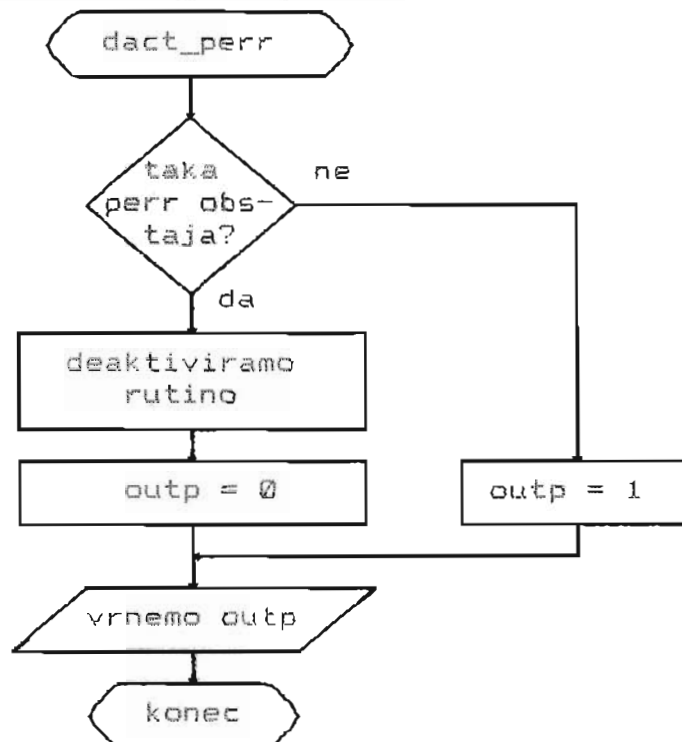 dact_perr
taka
perr obs-
taja?
ne
da
deaktiviramo
rutino
outp = 0
outp = 1
vrnemo outp
konec